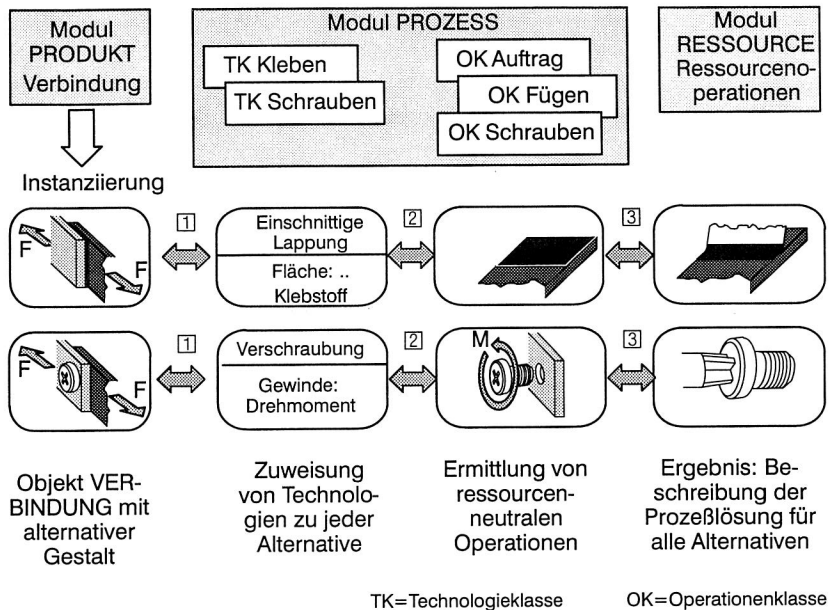 Modul
PRODUKT
Verbindung
Modul PROZESS
TK Kleben
TK Schrauben
OK Auftrag
OK Fügen
OK Schrauben
Modul
RESSOURCE
Ressourceno-
perationen
Instanziierung
F
F
1
Einschnittige
Lappung
Fläche: ..
Klebstoff
2
3
F
F
1
Verschraubung
Gewinde:
Drehmoment
2
M
3
Objekt VER-
BINDUNG mit
alternativer
Gestalt
Zuweisung
von Technolo-
gien zu jeder
Alternative
Ermittlung von
ressourcen-
neutralen
Operationen
Ergebnis: Be-
schreibung der
Prozeßlösung für
alle Alternativen
TK=Technologieklasse
OK=Operationenklasse